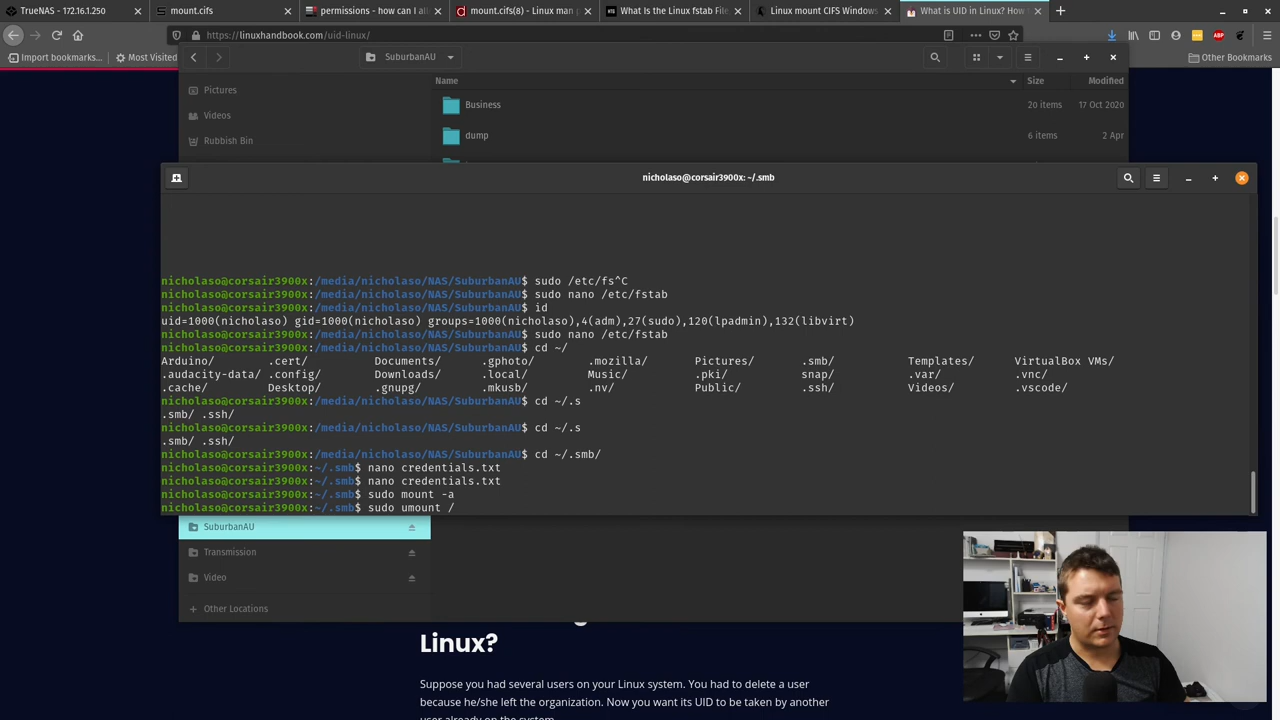 TrueNAS - 172.16.1.250
mount.cifs
permissions - how can I all
mount.cifs(8) - Linux man p
What Is the Linux fstab File
Linux mount CIFS Windows
What is UID in Linux? How
https://linuxhandbook.com/uid-linux/
Import bookmarks...
Most Visited
Other Bookmarks
SuburbanAU
Pictures
Videos
Rubbish Bin
Name
Size
Modified
Business
20 items
17 Oct 2020
dump
6 items
2 Apr
nicholaso@corsair3900x: ~/.smb
nicholaso@corsair3900x:/media/nicholaso/NAS/SuburbanAU$ sudo /etc/fs^C
nicholaso@corsair3900x:/media/nicholaso/NAS/SuburbanAU$ sudo nano /etc/fstab
nicholaso@corsair3900x:/media/nicholaso/NAS/SuburbanAU$ id
uid=1000(nicholaso) gid=1000(nicholaso) groups=1000(nicholaso),4(adm),27(sudo),120(lpadmin),132(libvirt)
nicholaso@corsair3900x:/media/nicholaso/NAS/SuburbanAU$ sudo nano /etc/fstab
nicholaso@corsair3900x:/media/nicholaso/NAS/SuburbanAU$ cd ~/
Arduino/ .cert/ Documents/ .gphoto/ .mozilla/ Pictures/ .smb/ Templates/ VirtualBox VMs/
.audacity-data/ .config/ Downloads/ .local/ Music/ .pki/ snap/ .var/ .vnc/
.cache/ Desktop/ .gnupg/ .mkusb/ .nv/ Public/ .ssh/ Videos/ .vscode/
nicholaso@corsair3900x:/media/nicholaso/NAS/SuburbanAU$ cd ~/.s
.smb/ .ssh/
nicholaso@corsair3900x:/media/nicholaso/NAS/SuburbanAU$ cd ~/.s
.smb/ .ssh/
nicholaso@corsair3900x:/media/nicholaso/NAS/SuburbanAU$ cd ~/.smb/
nicholaso@corsair3900x:~/.smb$ nano credentials.txt
nicholaso@corsair3900x:~/.smb$ nano credentials.txt
nicholaso@corsair3900x:~/.smb$ sudo mount -a
nicholaso@corsair3900x:~/.smb$ sudo umount /
SuburbanAU
Transmission
Video
Other Locations
Linux?
Suppose you had several users on your Linux system. You had to delete a user
because he/she left the organization. Now you want its UID to be taken by another
user already on the system